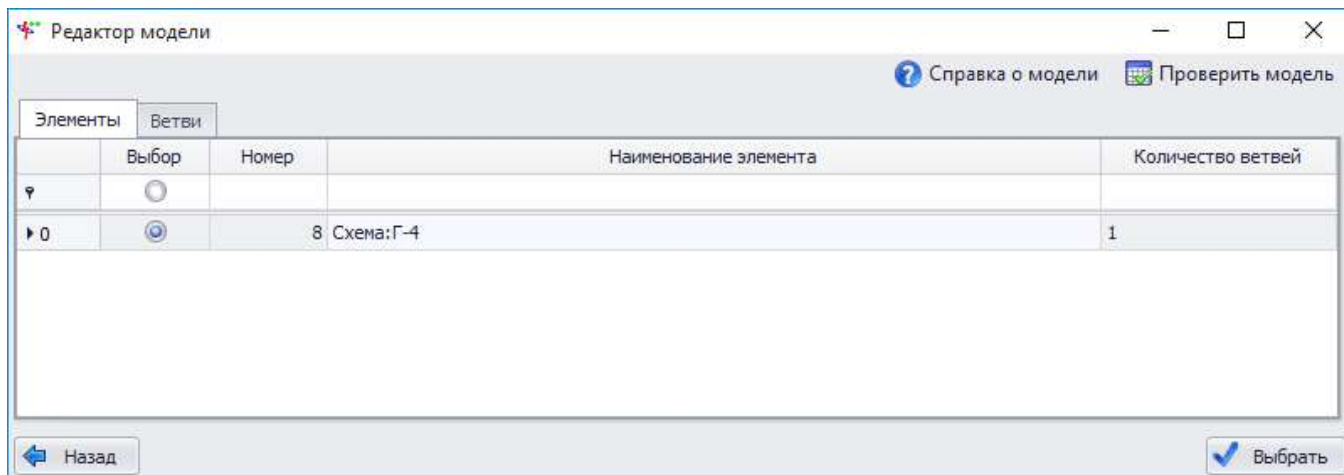 Редактор модели
Справка о модели Проверить модель
Элементы Ветви
Выбор Номер Наименование элемента Количество ветвей
0 8 Схема:Г-4 1
Назад Выбрать